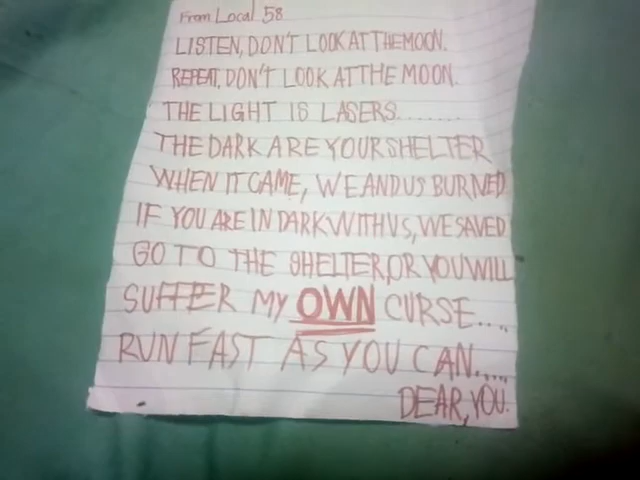 From Local 58
LISTEN, DON'T LOOK AT THE MOON.
REPEAT, DON'T LOOK AT THE MOON.
THE LIGHT IS LASERS........
THE DARK ARE YOUR SHELTER
WHEN IT CAME, WE AND US BURNED
IF YOU ARE IN DARK WITH US, WE SAVED
GO TO THE SHELTER, OR YOU WILL
SUFFER MY OWN CURSE....
RUN FAST AS YOU CAN.....
DEAR, YOU.